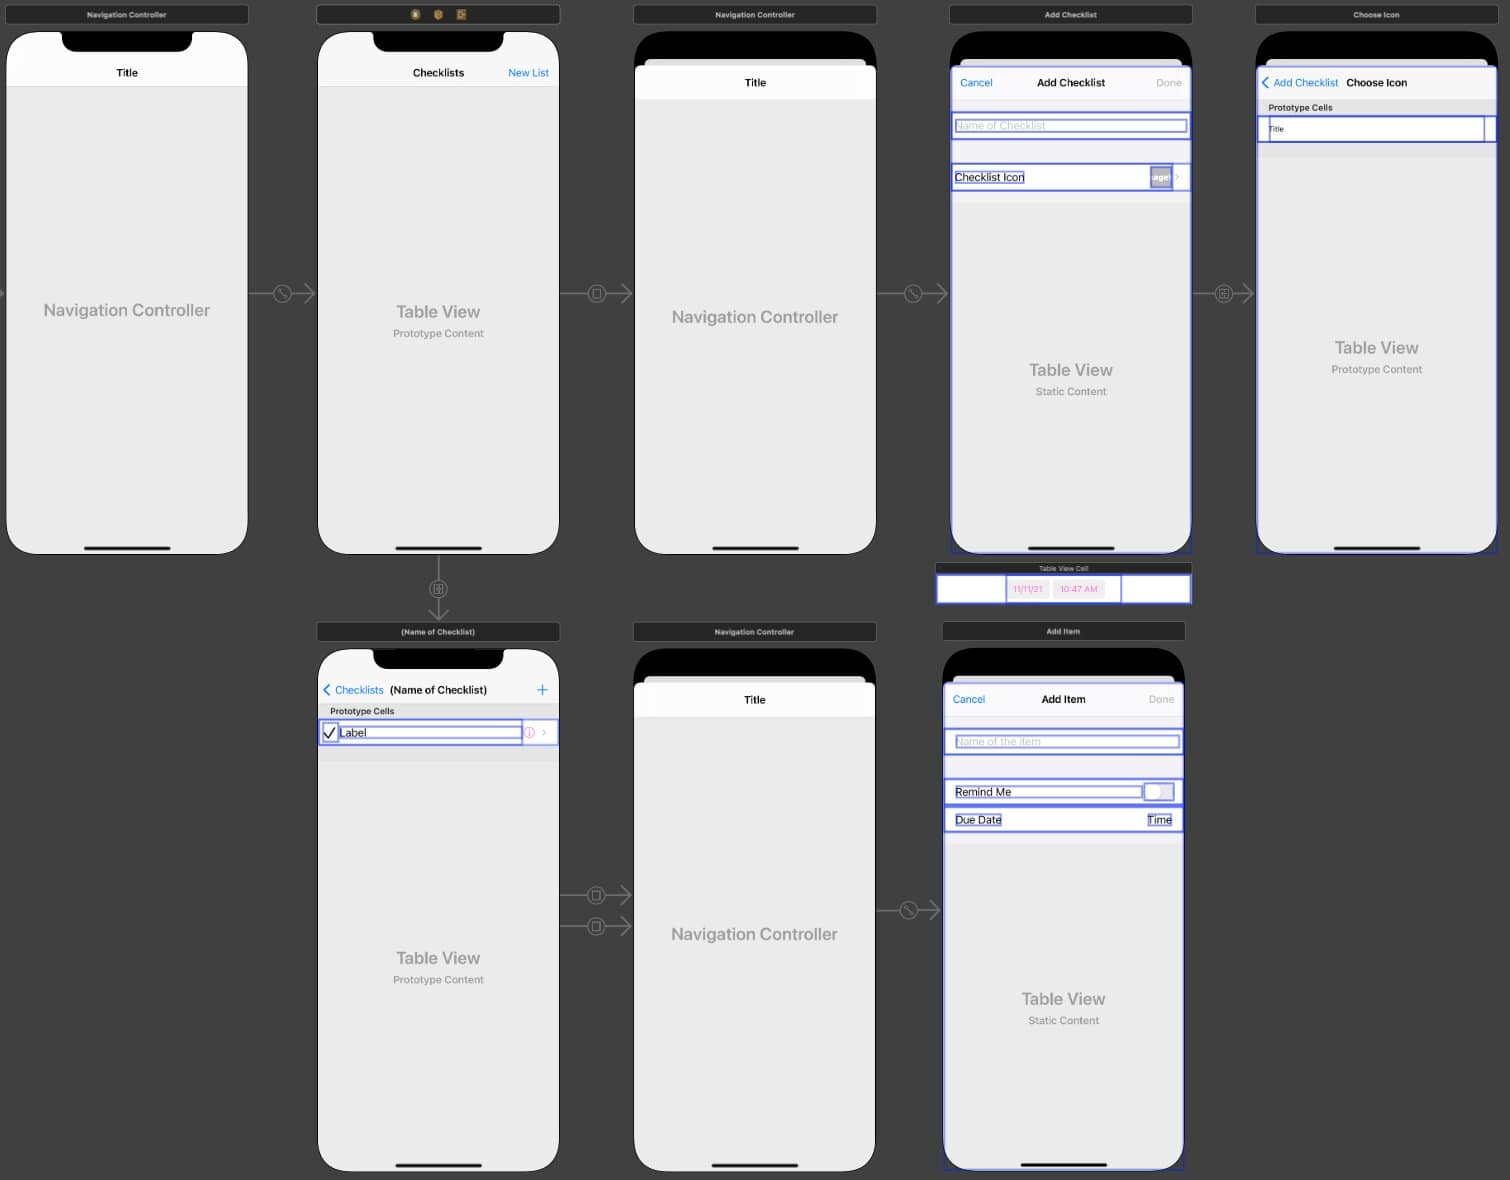 Navigation Controller
Title
Navigation Controller
Checklists
New List
Table View
Prototype Content
Navigation Controller
Title
Navigation Controller
Add Checklist
Cancel
Add Checklist
Done
Name of Checklist
Checklist Icon
Table View
Static Content
Choose Icon
Add Checklist
Choose Icon
Prototype Cells
Title
Table View
Prototype Content
Table View Cell
11/11/21
10:47 AM
(Name of Checklist)
Checklists
(Name of Checklist)
+
Prototype Cells
Label
Table View
Prototype Content
Navigation Controller
Title
Navigation Controller
Add Item
Cancel
Add Item
Done
Name of the item
Remind Me
Due Date
Time
Table View
Static Content